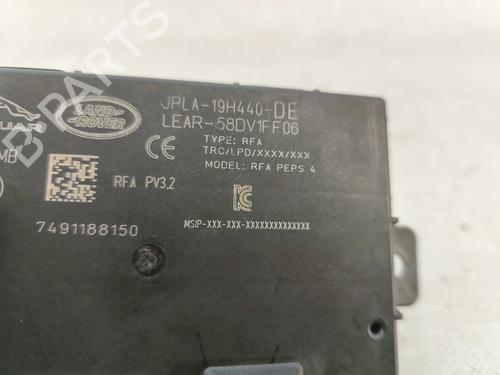 JPLA-19H440-DE
LEAR-58DV1FF06
LAND-
ROVER
TYPE: RFA
TRC/LPD/XXXX/XXX
MODEL: RFA PEPS 4
CE
RFA PV3.2
MSIP-XXX-XXX-XXXXXXXXXXXXXX
7491188150